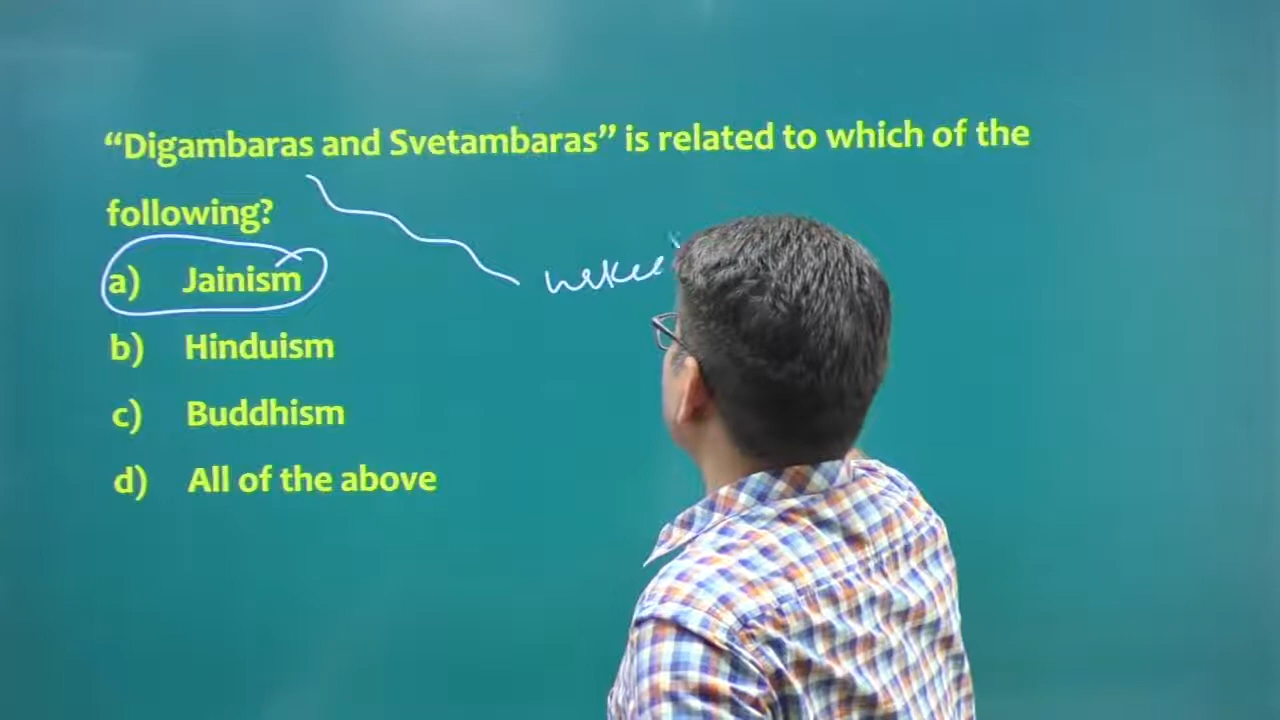 “Digambaras and Svetambaras” is related to which of the
following?
a) Jainism
b) Hinduism
c) Buddhism
d) All of the above